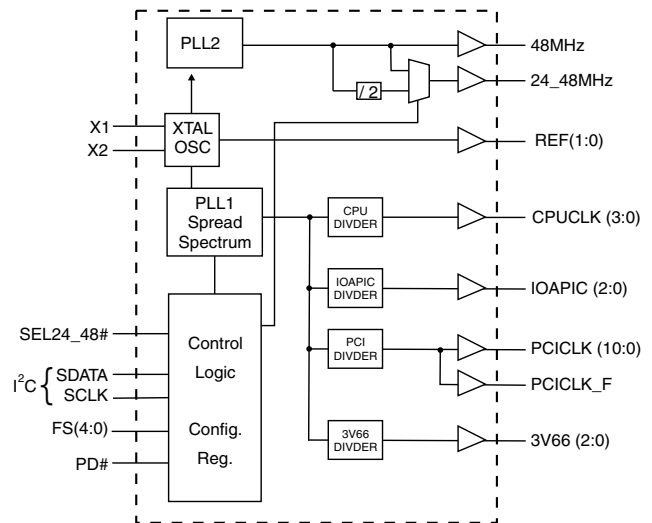 PLL2
48MHz
/ 2
24_48MHz
X1
X2
XTAL
OSC
REF(1:0)
PLL1
Spread
Spectrum
CPU
DIVDER
CPUCLK (3:0)
IOAPIC
DIVDER
IOAPIC (2:0)
SEL24_48#
Control
Logic
PCI
DIVDER
PCICLK (10:0)
I²C
SDATA
SCLK
PCICLK_F
FS(4:0)
Config.
Reg.
3V66
DIVDER
3V66 (2:0)
PD#